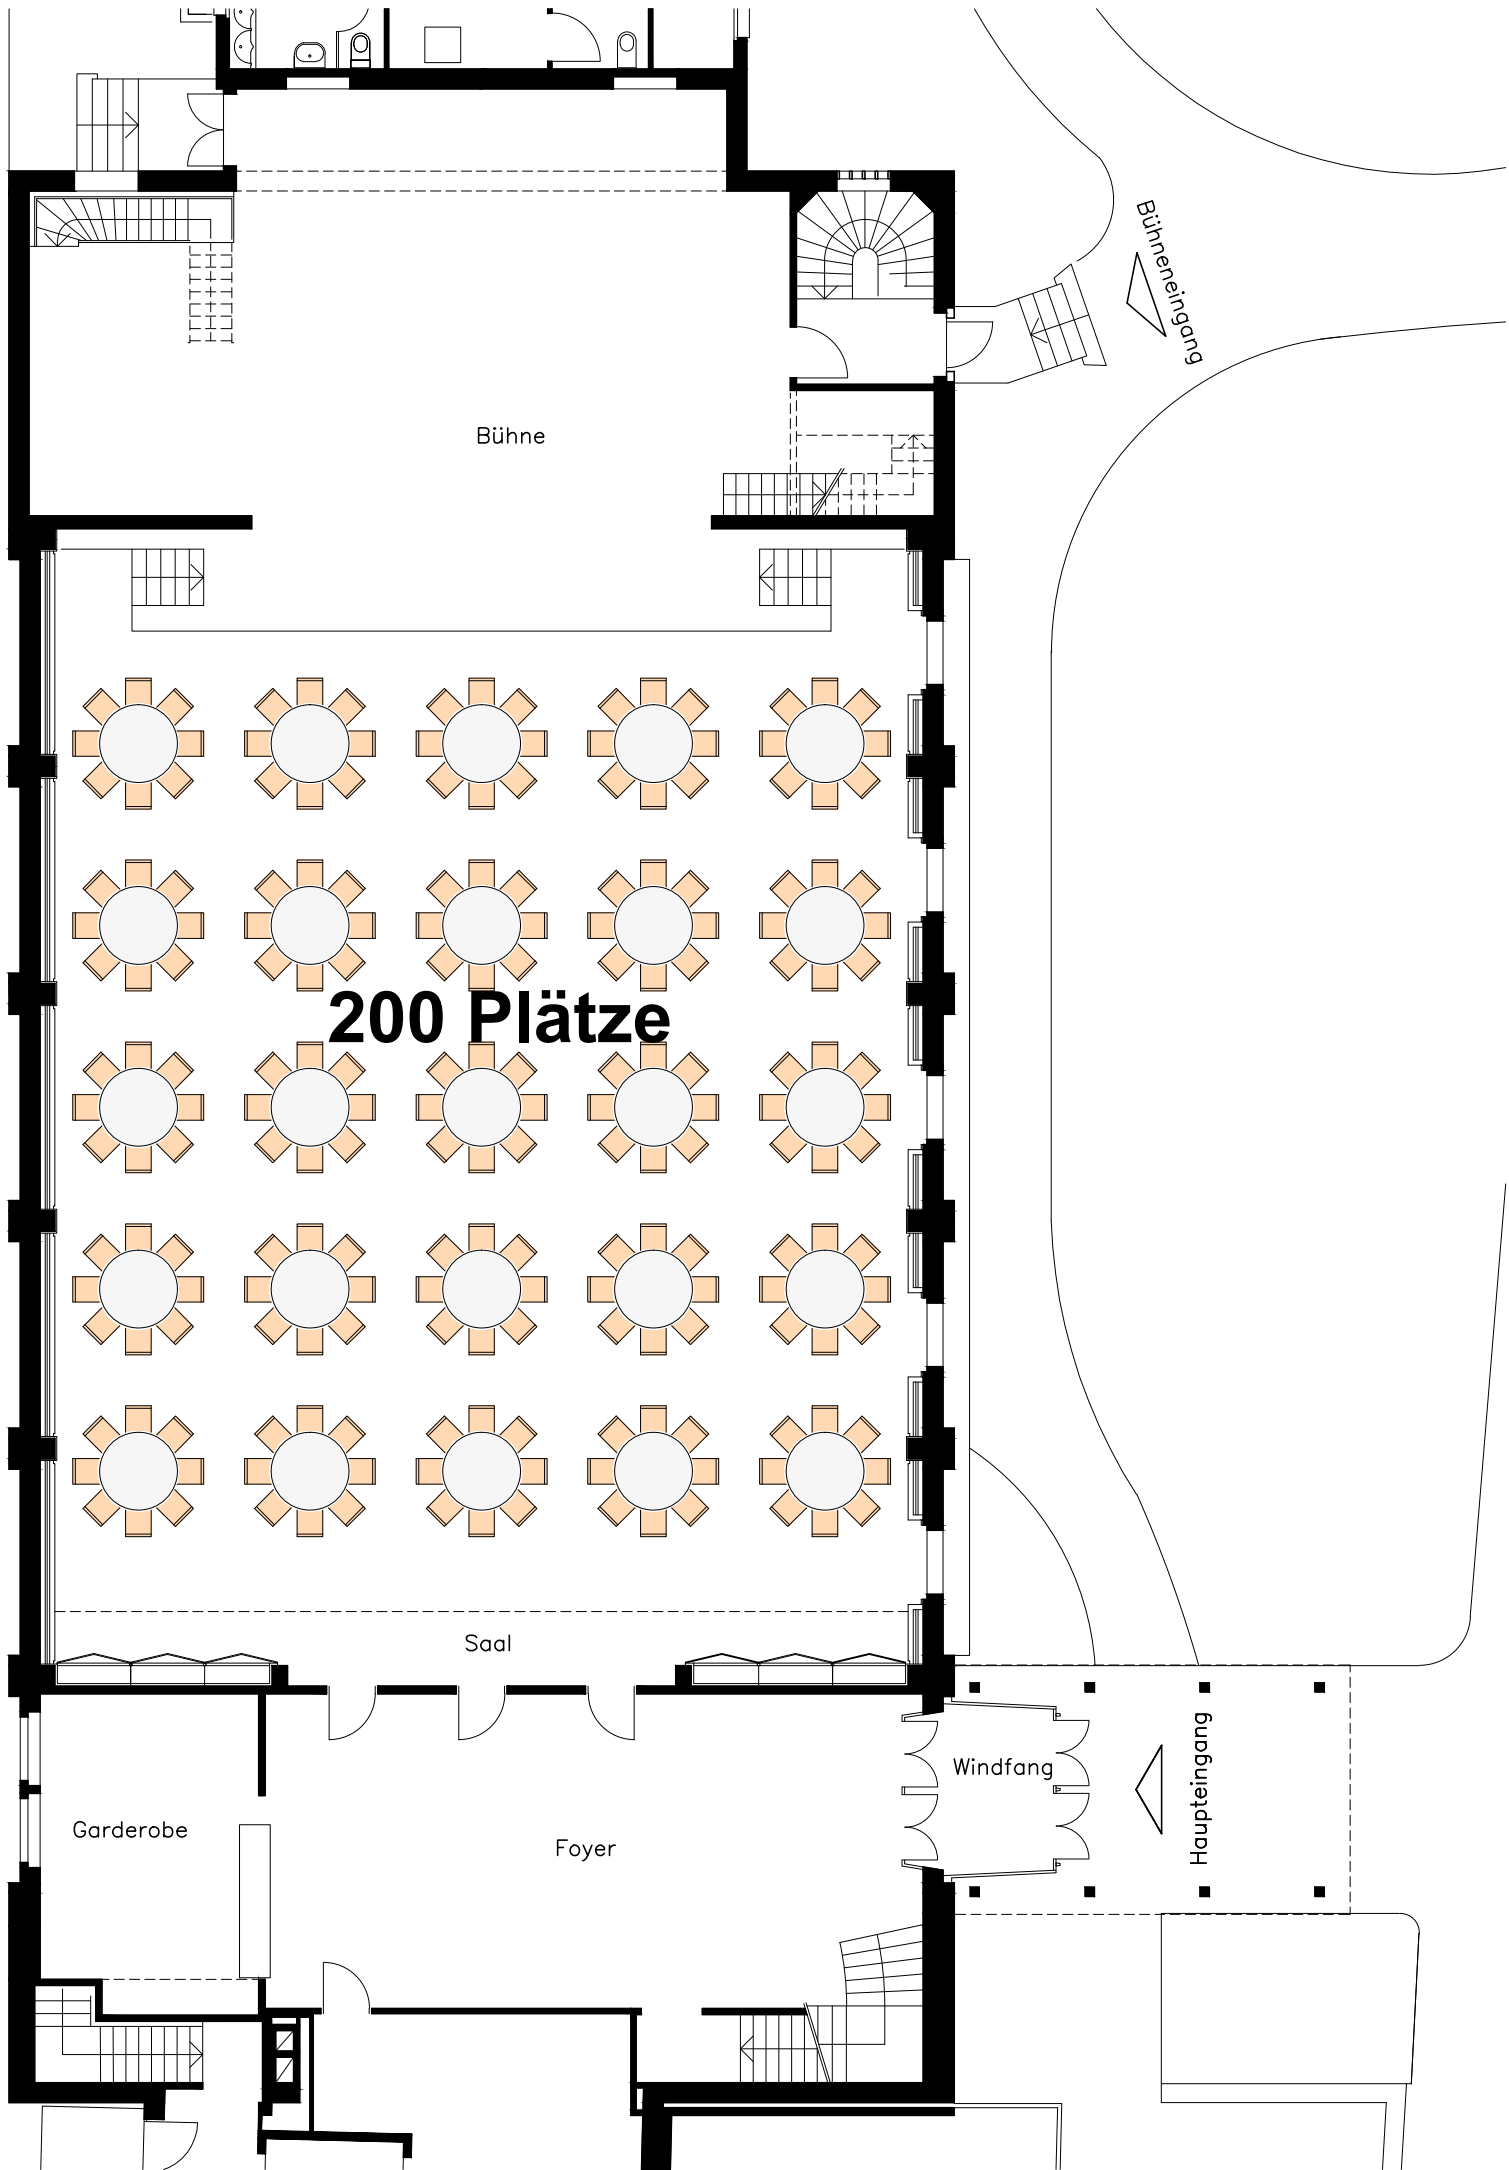 Bühneneingang
Bühne
200 Plätze
Saal
Windfang
Haupteingang
Garderobe
Foyer